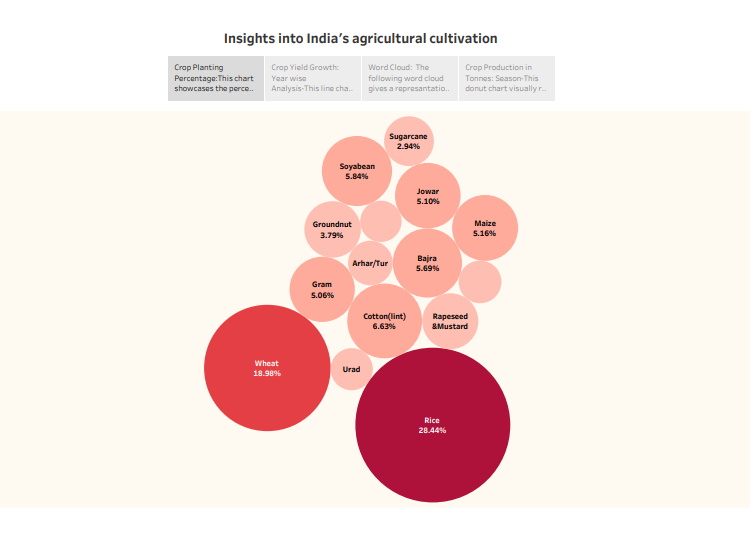 Insights into India’s agricultural cultivation
Crop Planting
Percentage:This chart
showcases the perce..
Crop Yield Growth:
Year wise
Analysis-This line cha..
Word Cloud: The
following word cloud
gives a represantatio..
Crop Production in
Tonnes: Season-This
donut chart visually r..
Sugarcane
2.94%
Soyabean
5.84%
Jowar
5.10%
Maize
5.16%
Groundnut
3.79%
Arhar/Tur
Bajra
5.69%
Gram
5.06%
Cotton(lint)
6.63%
Rapeseed
&Mustard
Wheat
18.98%
Urad
Rice
28.44%